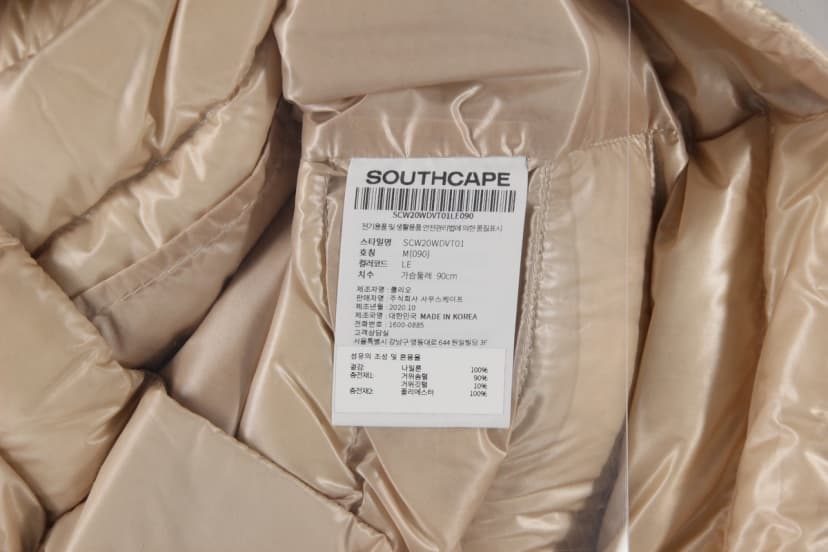 SOUTHCAPE
SCW20WDVT01LE090
전기용품 및 생활용품 안전관리법에 의한 품질표시
스타일명 SCW20WDVT01
호칭 M(090)
컬러코드 LE
치수 가슴둘레 90cm
제조자명 : 클리오
판매자명 : 주식회사 사우스케이프
제조년월 : 2020.10
제조국명 : 대한민국 MADE IN KOREA
전화번호 : 1600-0885
고객상담실
서울특별시 강남구 영동대로 644 원일빌딩 3F
섬유의 조성 및 혼용율
겉감: 나일론 100%
충전재1: 거위솜털 90%
거위깃털 10%
충전재2: 폴리에스터 100%